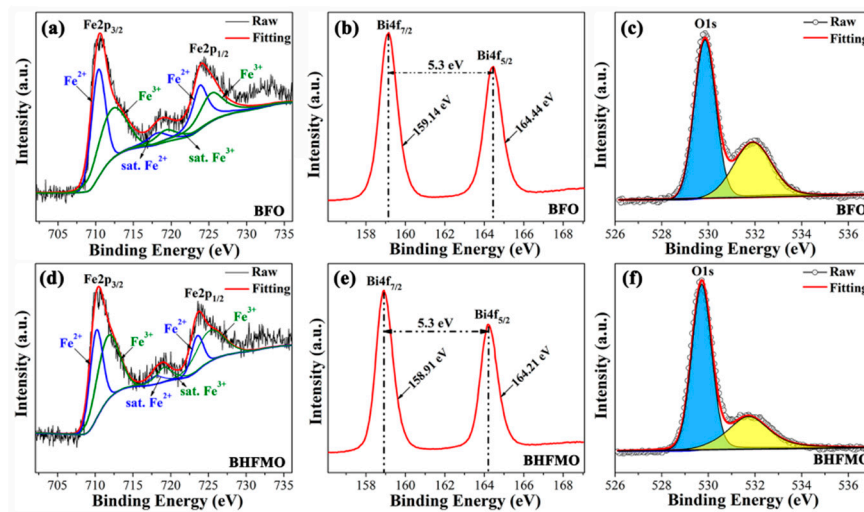 (a)
Fe2p3/2
Raw
Fitting
Fe2p1/2
Fe2+
Fe3+
Fe2+
Fe3+
sat. Fe3+
sat. Fe2+
BFO
Intensity (a.u.)
705 710 715 720 725 730 735
Binding Energy (eV)
(b)
Bi4f7/2
Bi4f5/2
5.3 eV
159.14 eV
164.44 eV
BFO
Intensity (a.u.)
158 160 162 164 166 168
Binding Energy (eV)
(c)
O1s
Raw
Fitting
BFO
Intensity (a.u.)
526 528 530 532 534 536
Binding Energy (eV)
(d)
Fe2p3/2
Raw
Fitting
Fe2p1/2
Fe2+
Fe3+
Fe2+
Fe3+
sat. Fe3+
sat. Fe2+
BHFMO
Intensity (a.u.)
705 710 715 720 725 730 735
Binding Energy (eV)
(e)
Bi4f7/2
Bi4f5/2
5.3 eV
158.91 eV
164.21 eV
BHFMO
Intensity (a.u.)
158 160 162 164 166 168
Binding Energy (eV)
(f)
O1s
Raw
Fitting
BHFMO
Intensity (a.u.)
526 528 530 532 534 536
Binding Energy (eV)